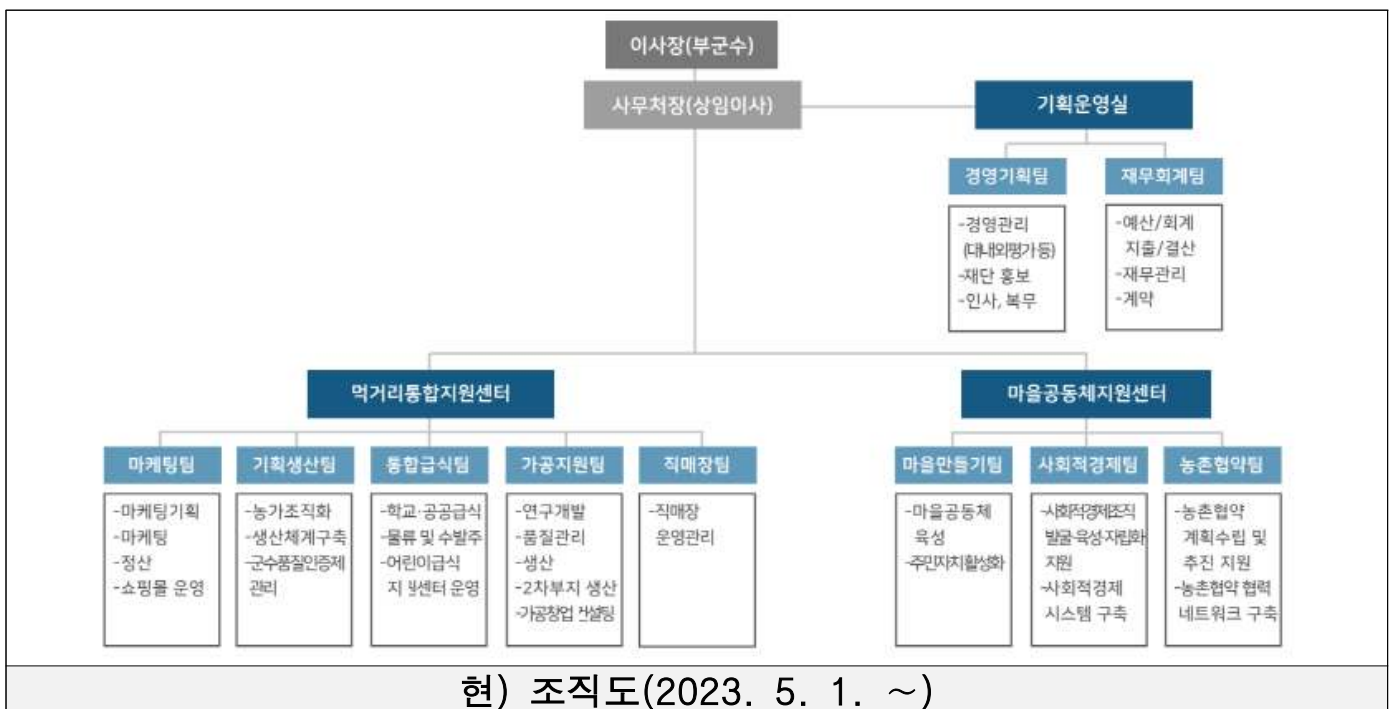 이사장(부군수)
사무처장(상임이사)
기획운영실
경영기획팀
-경영관리
(대내외평가 등)
-재단 홍보
-인사, 복무
재무회계팀
-예산/회계
지출/결산
-재무관리
-계약
먹거리통합지원센터
마케팅팀
-마케팅기획
-마케팅
-정산
-쇼핑몰 운영
기획생산팀
-농가조직화
-생산체계구축
-군수품질인증제
관리
통합급식팀
-학교·공공급식
-물류 및 수발주
-어린이급식
지원센터 운영
가공지원팀
-연구개발
-품질관리
-생산
-2차부지 생산
-가공창업 컨설팅
직매장팀
-직매장
운영관리
마을공동체지원센터
마을만들기팀
-마을공동체
육성
-주민자치 활성화
사회적경제팀
-사회적경제조직
발굴·육성·자립화
지원
-사회적경제
시스템 구축
농촌협약팀
-농촌협약
계획수립 및
추진 지원
-농촌협약 협력
네트워크 구축
현) 조직도(2023. 5. 1. ~)